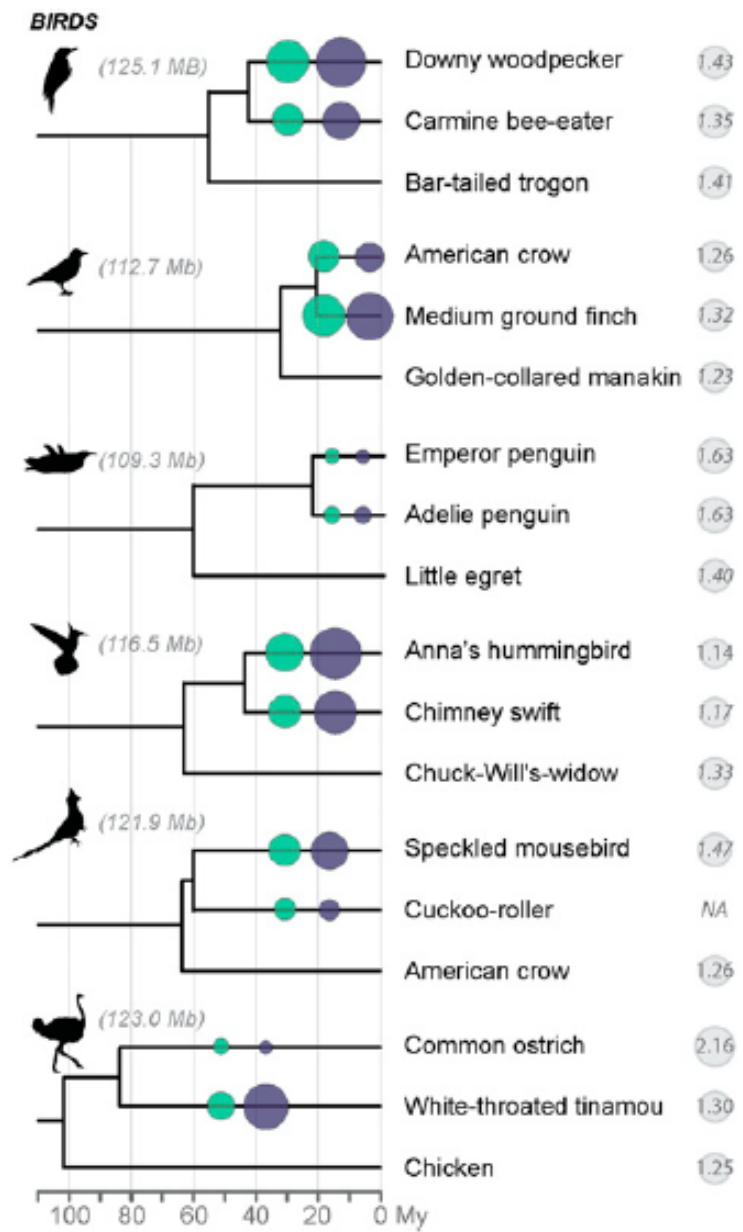 BIRDS
(125.1 MB)
Downy woodpecker 1.43
Carmine bee-eater 1.35
Bar-tailed trogon 1.41
(112.7 Mb)
American crow 1.26
Medium ground finch 1.32
Golden-collared manakin 1.23
(109.3 Mb)
Emperor penguin 1.63
Adelie penguin 1.63
Little egret 1.40
(116.5 Mb)
Anna's hummingbird 1.14
Chimney swift 1.17
Chuck-Will's-widow 1.33
(121.9 Mb)
Speckled mousebird 1.47
Cuckoo-roller NA
American crow 1.26
(123.0 Mb)
Common ostrich 2.16
White-throated tinamou 1.30
Chicken 1.25
100 80 60 40 20 0 My